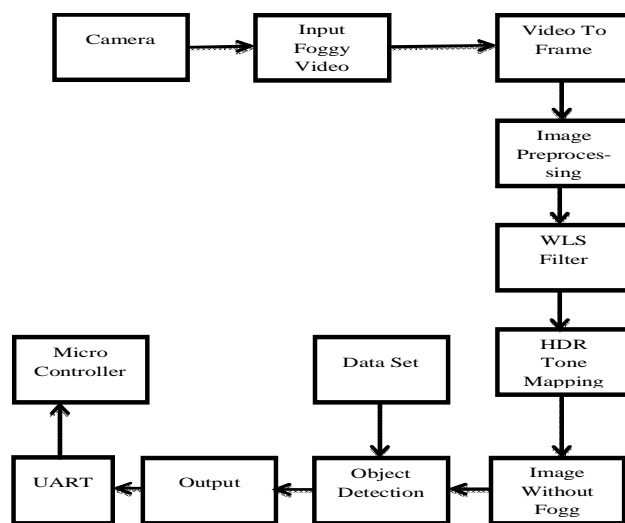 Camera
Input
Foggy
Video
Video To
Frame
Image
Preproces-
sing
WLS
Filter
HDR
Tone
Mapping
Micro
Controller
Data Set
UART
Output
Object
Detection
Image
Without
Fogg